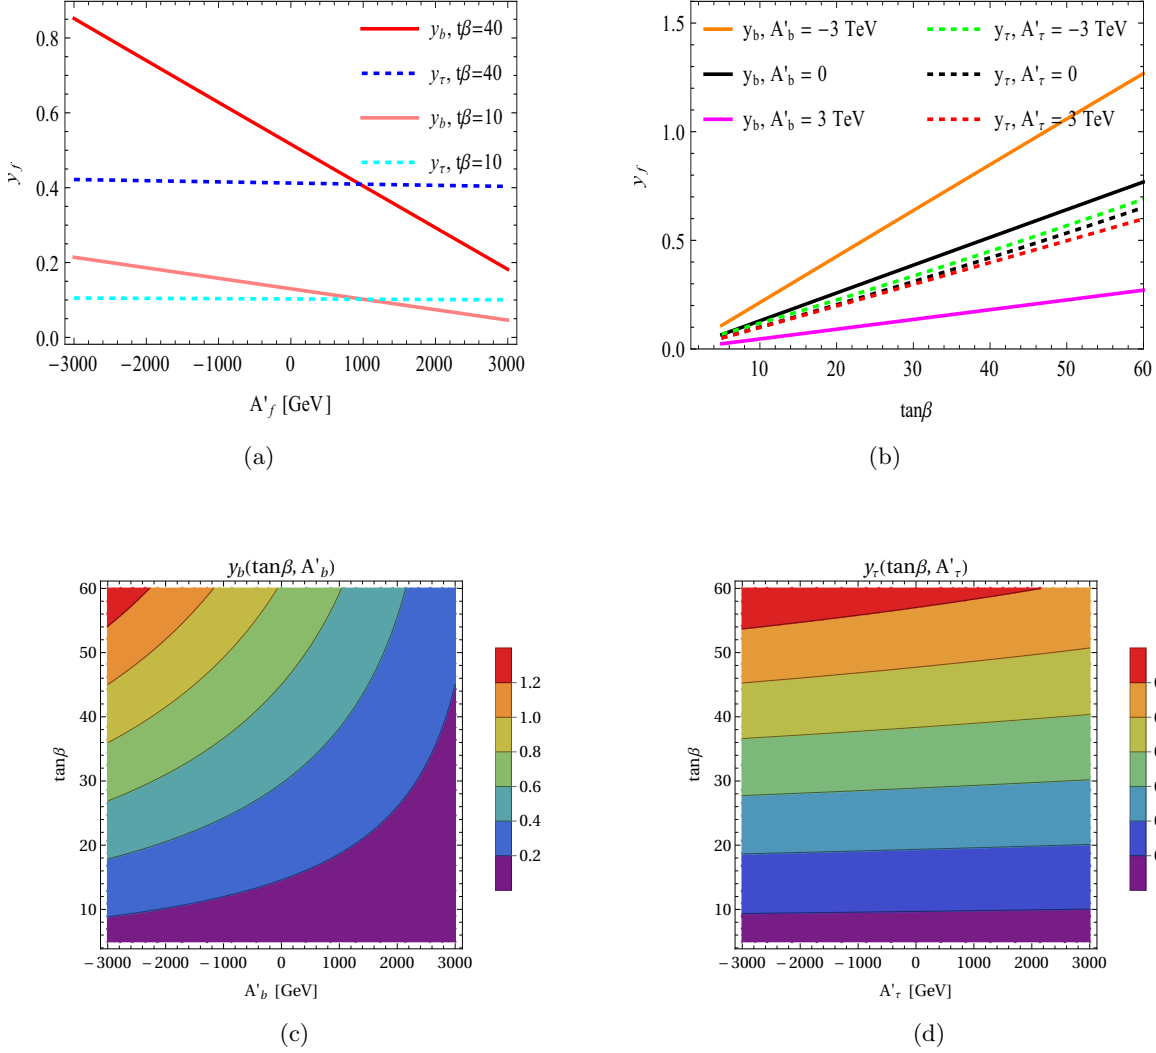 y_b, tβ=40
y_τ, tβ=40
y_b, tβ=10
y_τ, tβ=10
0.8
0.6
0.4
0.2
0.0
y_f
−3000 −2000 −1000 0 1000 2000 3000
A'_f [GeV]
(a)
y_b, A'_b = −3 TeV
y_b, A'_b = 0
y_b, A'_b = 3 TeV
y_τ, A'_τ = −3 TeV
y_τ, A'_τ = 0
y_τ, A'_τ = 3 TeV
1.5
1.0
0.5
0.0
y_f
10 20 30 40 50 60
tanβ
(b)
y_b(tanβ, A'_b)
60
50
40
30
20
10
tanβ
−3000 −2000 −1000 0 1000 2000 3000
A'_b [GeV]
1.2
1.0
0.8
0.6
0.4
0.2
(c)
y_τ(tanβ, A'_τ)
60
50
40
30
20
10
tanβ
−3000 −2000 −1000 0 1000 2000 3000
A'_τ [GeV]
(d)